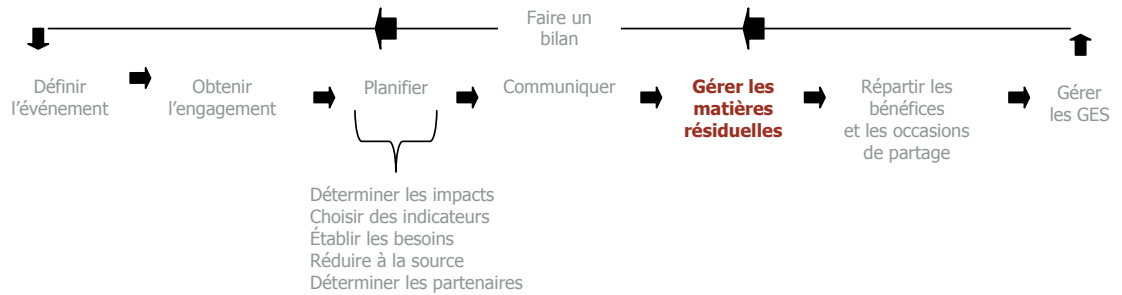 Faire un
bilan
Définir
l’événement
Obtenir
l’engagement
Planifier
Communiquer
Gérer les
matières
résiduelles
Répartir les
bénéfices
et les occasions
de partage
Gérer
les GES
Déterminer les impacts
Choisir des indicateurs
Établir les besoins
Réduire à la source
Déterminer les partenaires